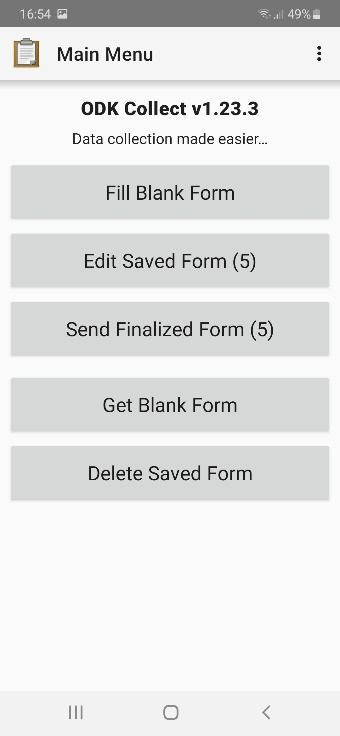 16:54
49%
Main Menu
ODK Collect v1.23.3
Data collection made easier...
Fill Blank Form
Edit Saved Form (5)
Send Finalized Form (5)
Get Blank Form
Delete Saved Form